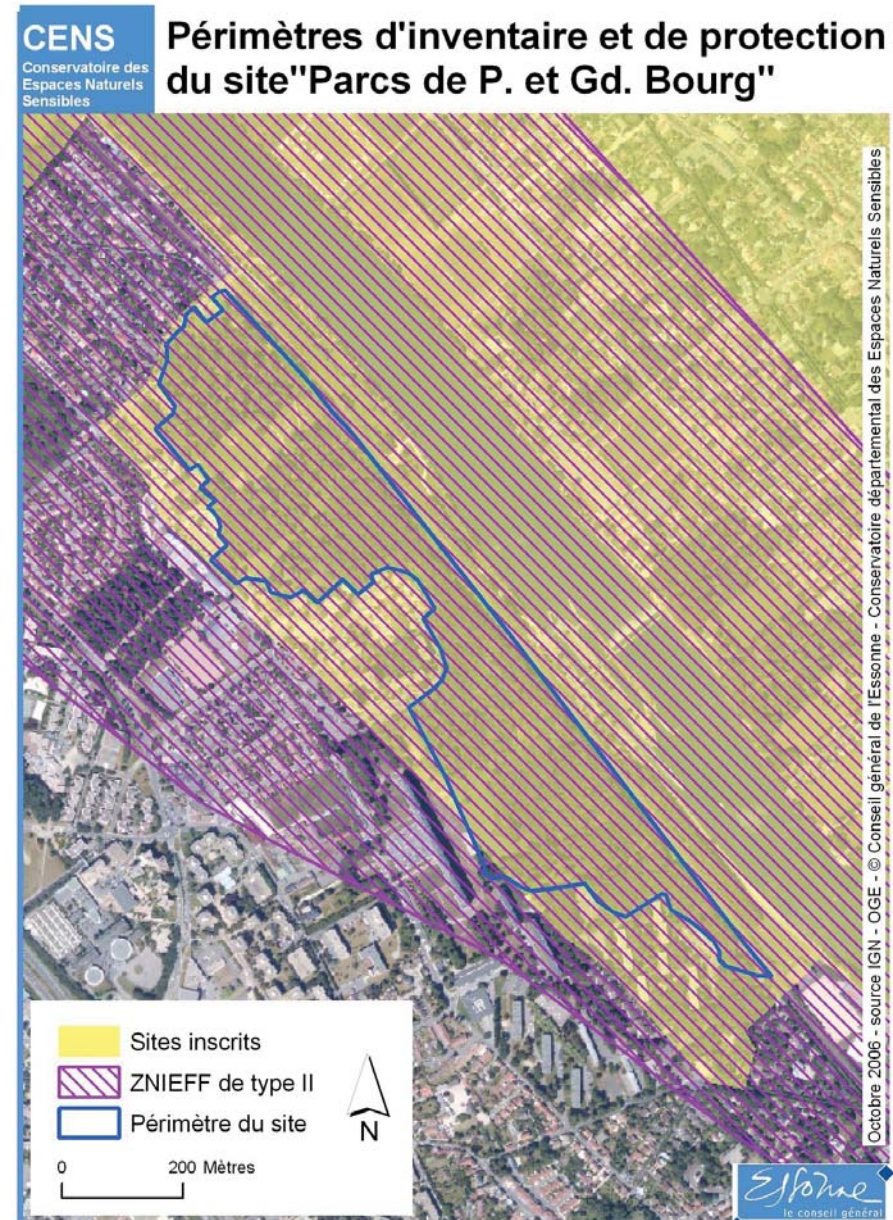 CENS
Conservatoire des
Espaces Naturels
Sensibles
Périmètres d'inventaire et de protection
du site"Parcs de P. et Gd. Bourg"
Octobre 2006 - source IGN - OGE - © Conseil général de l'Essonne - Conservatoire départemental des Espaces Naturels Sensibles
Sites inscrits
ZNIEFF de type II
Périmètre du site
N
0 200 Mètres
Essonne
le conseil général